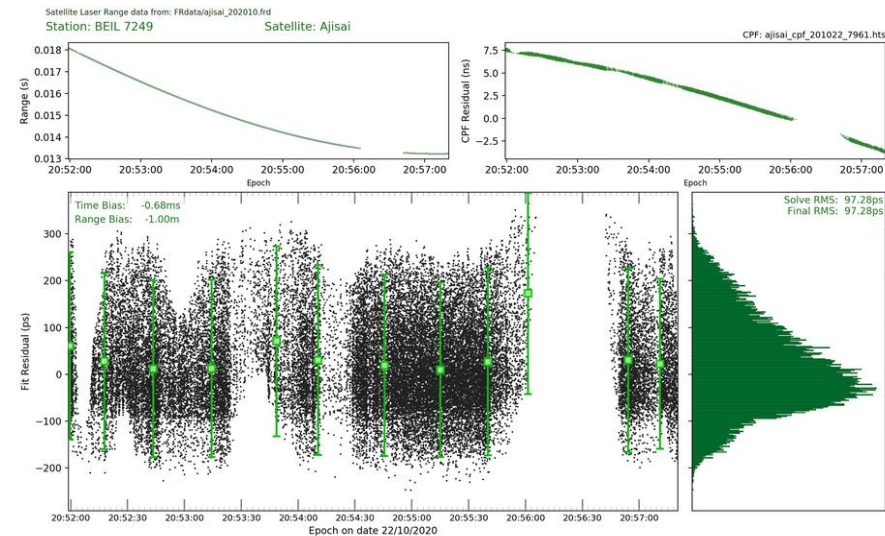 Satellite Laser Range data from: FRdata/ajisai_202010.frd
Station: BEIL 7249 Satellite: Ajisai
CPF: ajisai_cpf_201022_7961.hts
Range (s)
0.018
0.017
0.016
0.015
0.014
0.013
20:52:00 20:53:00 20:54:00 20:55:00 20:56:00 20:57:00
Epoch
CPF Residual (ns)
7.5
5.0
2.5
0.0
−2.5
20:52:00 20:53:00 20:54:00 20:55:00 20:56:00 20:57:00
Epoch
Time Bias: -0.68ms
Range Bias: -1.00m
Fit Residual (ps)
300
200
100
0
−100
−200
20:52:00 20:52:30 20:53:00 20:53:30 20:54:00 20:54:30 20:55:00 20:55:30 20:56:00 20:56:30 20:57:00
Epoch on date 22/10/2020
Solve RMS: 97.28ps
Final RMS: 97.28ps